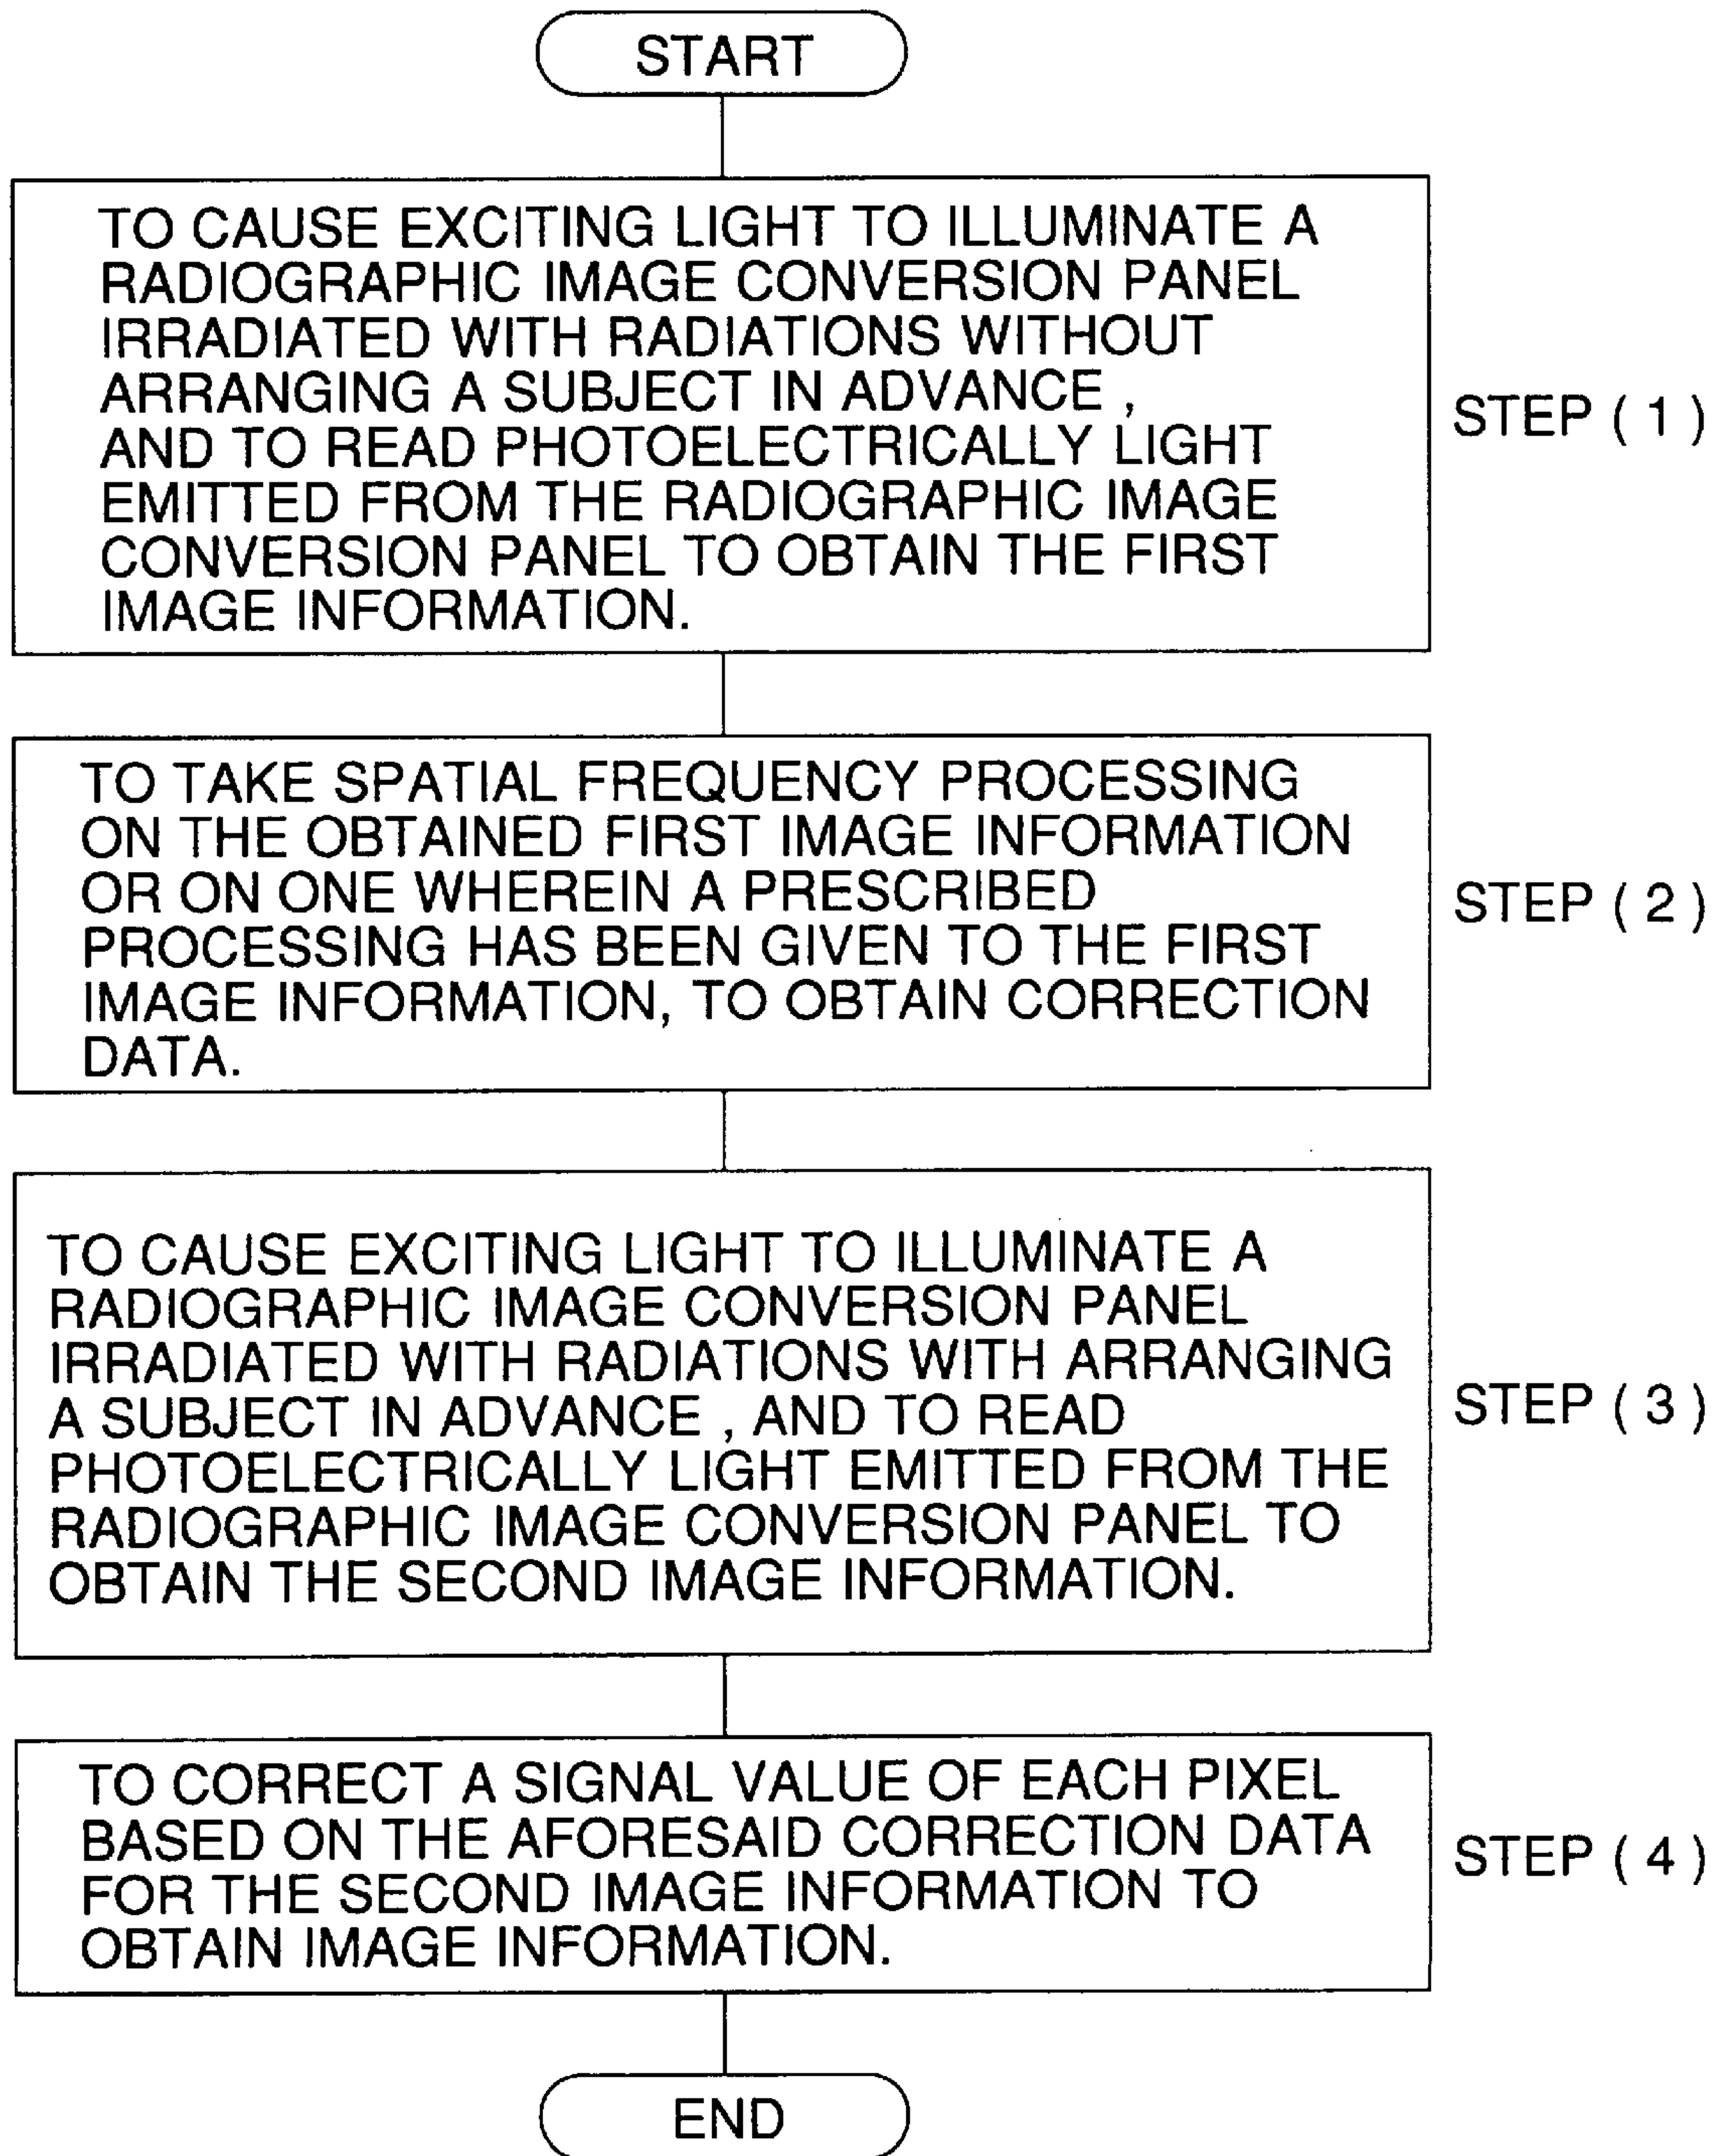 START
TO CAUSE EXCITING LIGHT TO ILLUMINATE A
RADIOGRAPHIC IMAGE CONVERSION PANEL
IRRADIATED WITH RADIATIONS WITHOUT
ARRANGING A SUBJECT IN ADVANCE ,
AND TO READ PHOTOELECTRICALLY LIGHT
EMITTED FROM THE RADIOGRAPHIC IMAGE
CONVERSION PANEL TO OBTAIN THE FIRST
IMAGE INFORMATION.
STEP ( 1 )
TO TAKE SPATIAL FREQUENCY PROCESSING
ON THE OBTAINED FIRST IMAGE INFORMATION
OR ON ONE WHEREIN A PRESCRIBED
PROCESSING HAS BEEN GIVEN TO THE FIRST
IMAGE INFORMATION, TO OBTAIN CORRECTION
DATA.
STEP ( 2 )
TO CAUSE EXCITING LIGHT TO ILLUMINATE A
RADIOGRAPHIC IMAGE CONVERSION PANEL
IRRADIATED WITH RADIATIONS WITH ARRANGING
A SUBJECT IN ADVANCE , AND TO READ
PHOTOELECTRICALLY LIGHT EMITTED FROM THE
RADIOGRAPHIC IMAGE CONVERSION PANEL TO
OBTAIN THE SECOND IMAGE INFORMATION.
STEP ( 3 )
TO CORRECT A SIGNAL VALUE OF EACH PIXEL
BASED ON THE AFORESAID CORRECTION DATA
FOR THE SECOND IMAGE INFORMATION TO
OBTAIN IMAGE INFORMATION.
STEP ( 4 )
END